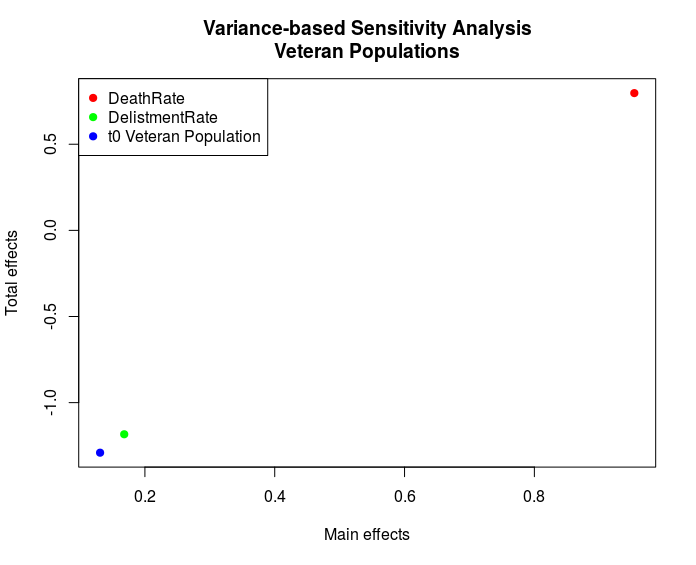 Variance-based Sensitivity Analysis
Veteran Populations
DeathRate
DelistmentRate
t0 Veteran Population
Total effects
0.5
0.0
-0.5
-1.0
0.2 0.4 0.6 0.8
Main effects